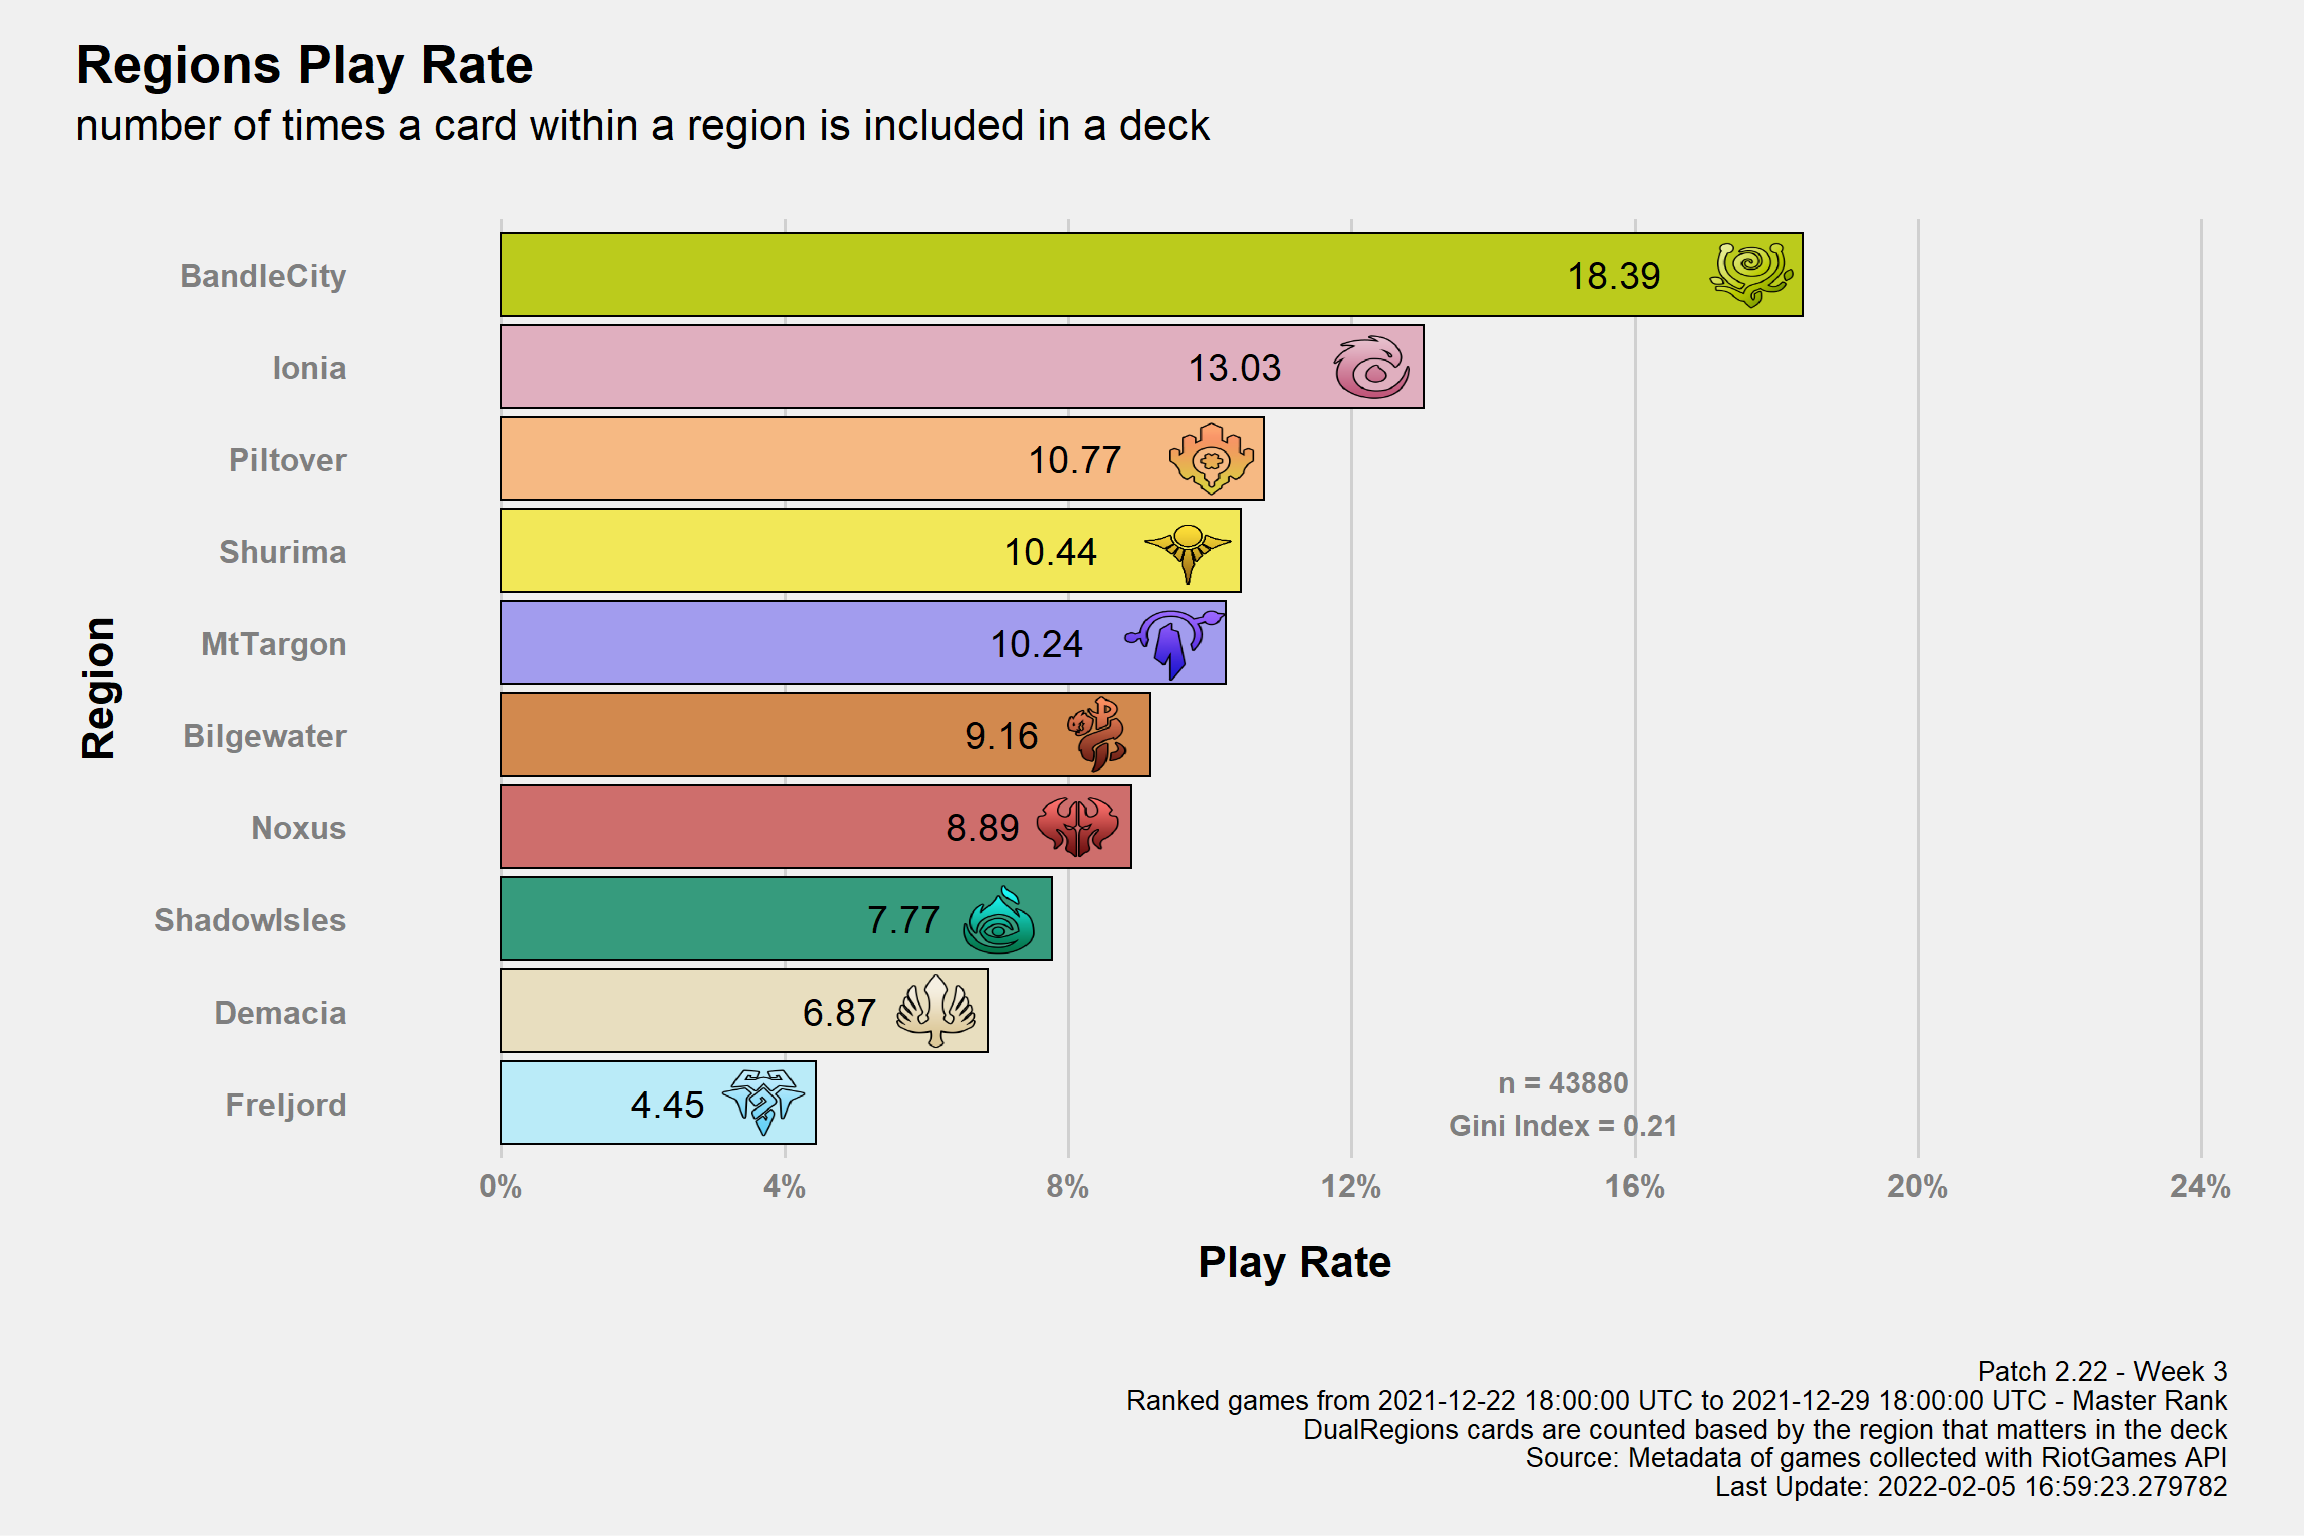 Regions Play Rate
number of times a card within a region is included in a deck
Region
BandleCity 18.39
Ionia 13.03
Piltover 10.77
Shurima 10.44
MtTargon 10.24
Bilgewater 9.16
Noxus 8.89
ShadowIsles 7.77
Demacia 6.87
Freljord 4.45
n = 43880
Gini Index = 0.21
0% 4% 8% 12% 16% 20% 24%
Play Rate
Patch 2.22 - Week 3
Ranked games from 2021-12-22 18:00:00 UTC to 2021-12-29 18:00:00 UTC - Master Rank
DualRegions cards are counted based by the region that matters in the deck
Source: Metadata of games collected with RiotGames API
Last Update: 2022-02-05 16:59:23.279782